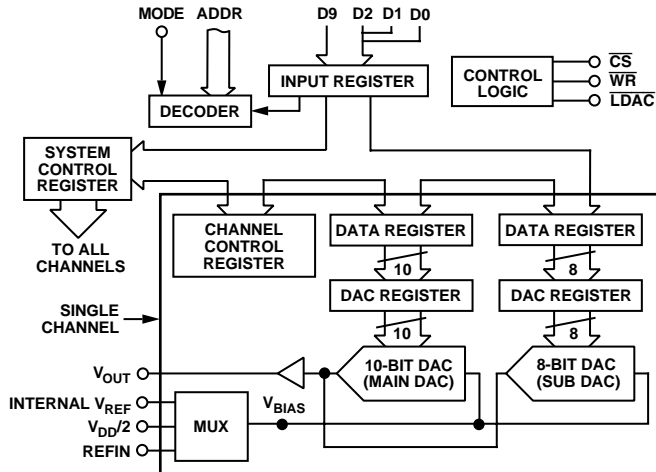 MODE ADDR D9 D2 D1 D0
INPUT REGISTER
DECODER
CONTROL
LOGIC
CS
WR
LDAC
SYSTEM
CONTROL
REGISTER
TO ALL
CHANNELS
CHANNEL
CONTROL
REGISTER
DATA REGISTER
DATA REGISTER
10
8
DAC REGISTER
DAC REGISTER
10
8
SINGLE
CHANNEL
10-BIT DAC
(MAIN DAC)
8-BIT DAC
(SUB DAC)
VOUT
INTERNAL VREF
VDD/2
REFIN
MUX
VBIAS